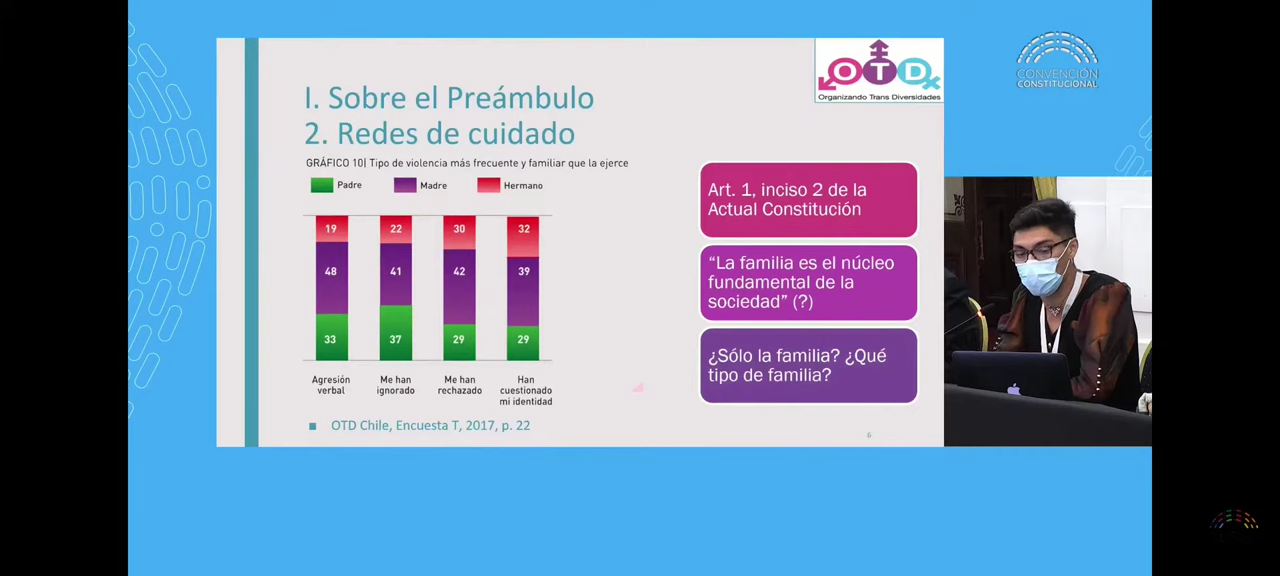 I. Sobre el Preámbulo
2. Redes de cuidado
GRÁFICO 10| Tipo de violencia más frecuente y familiar que la ejerce
Padre
Madre
Hermano
19
22
30
32
48
41
42
39
33
37
29
29
Agresión
verbal
Me han
ignorado
Me han
rechazado
Han
cuestionado
mi identidad
OTD Chile, Encuesta T, 2017, p. 22
OTD
Organizando Trans Diversidades
Art. 1, inciso 2 de la
Actual Constitución
“La familia es el núcleo
fundamental de la
sociedad” (?)
¿Sólo la familia? ¿Qué
tipo de familia?
6
CONVENCIÓN
CONSTITUCIONAL